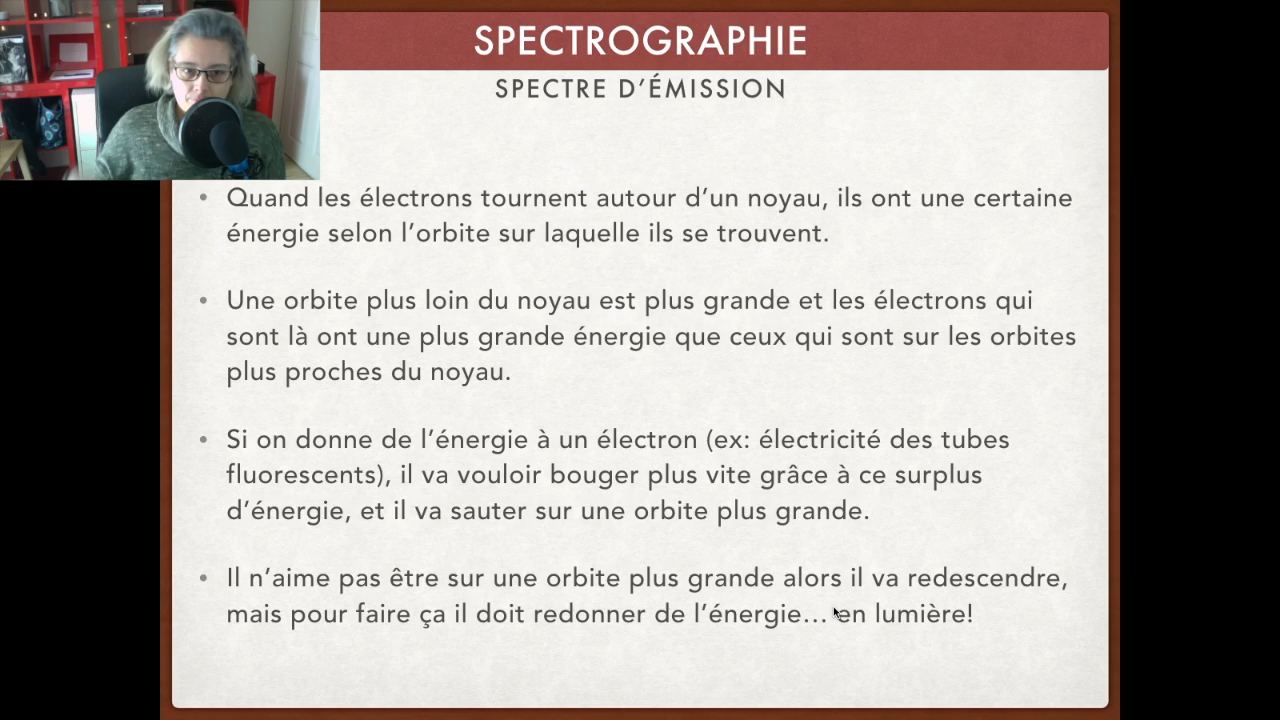 SPECTROGRAPHIE
SPECTRE D’ÉMISSION
• Quand les électrons tournent autour d’un noyau, ils ont une certaine
énergie selon l’orbite sur laquelle ils se trouvent.
• Une orbite plus loin du noyau est plus grande et les électrons qui
sont là ont une plus grande énergie que ceux qui sont sur les orbites
plus proches du noyau.
• Si on donne de l’énergie à un électron (ex: électricité des tubes
fluorescents), il va vouloir bouger plus vite grâce à ce surplus
d’énergie, et il va sauter sur une orbite plus grande.
• Il n’aime pas être sur une orbite plus grande alors il va redescendre,
mais pour faire ça il doit redonner de l’énergie… en lumière!